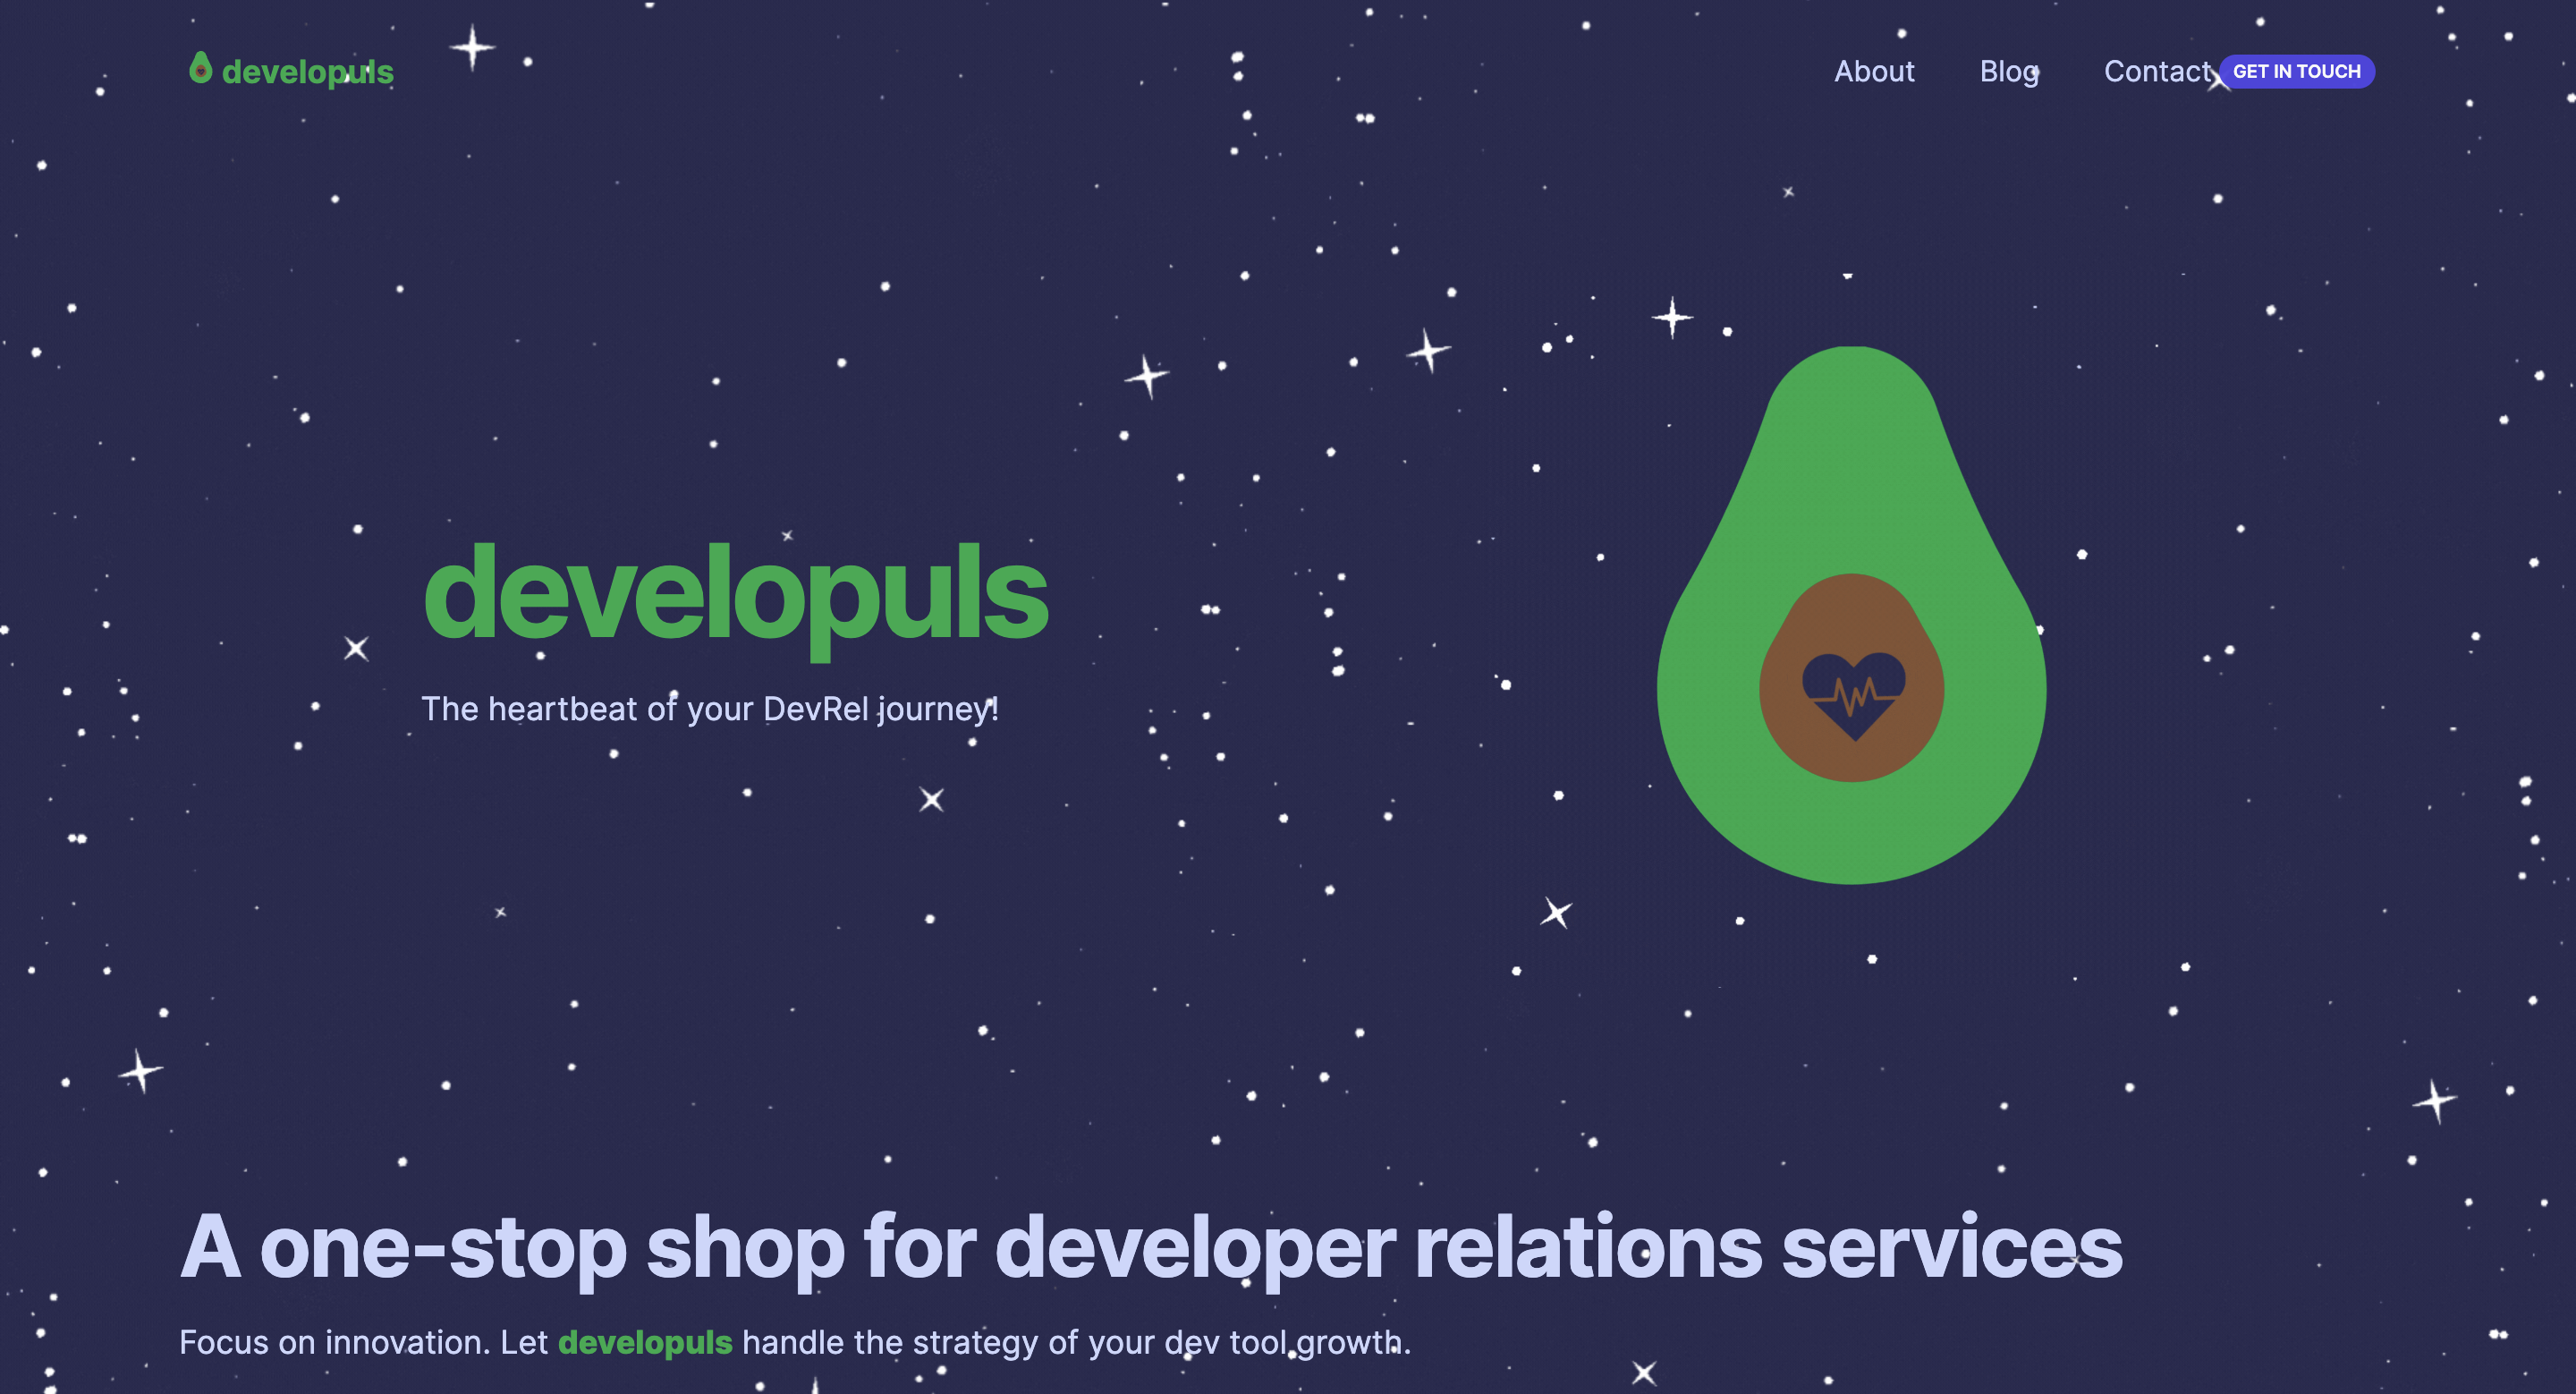 developuls
About Blog Contact GET IN TOUCH
developuls
The heartbeat of your DevRel journey!
A one-stop shop for developer relations services
Focus on innovation. Let developuls handle the strategy of your dev tool growth.